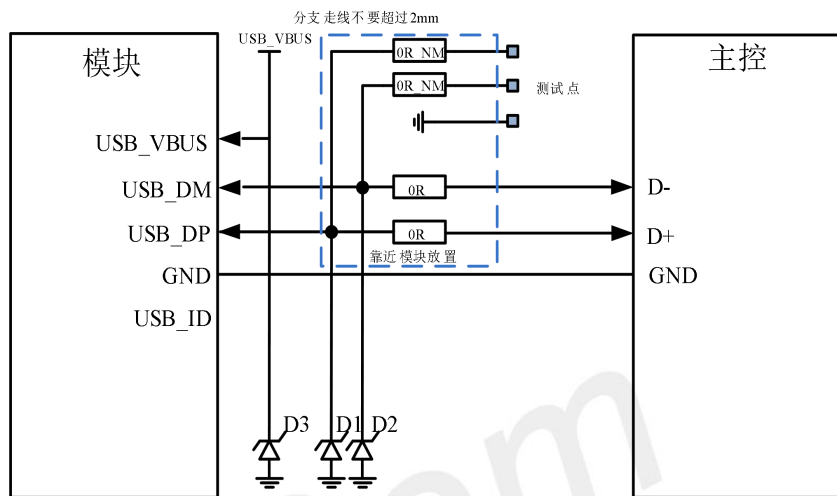 分支走线不要超过2mm
USB_VBUS
0R_NM
模块
主控
0R_NM
测试点
USB_VBUS
USB_DM
0R
D-
USB_DP
0R
D+
靠近模块放置
GND
GND
USB_ID
D3
D1
D2